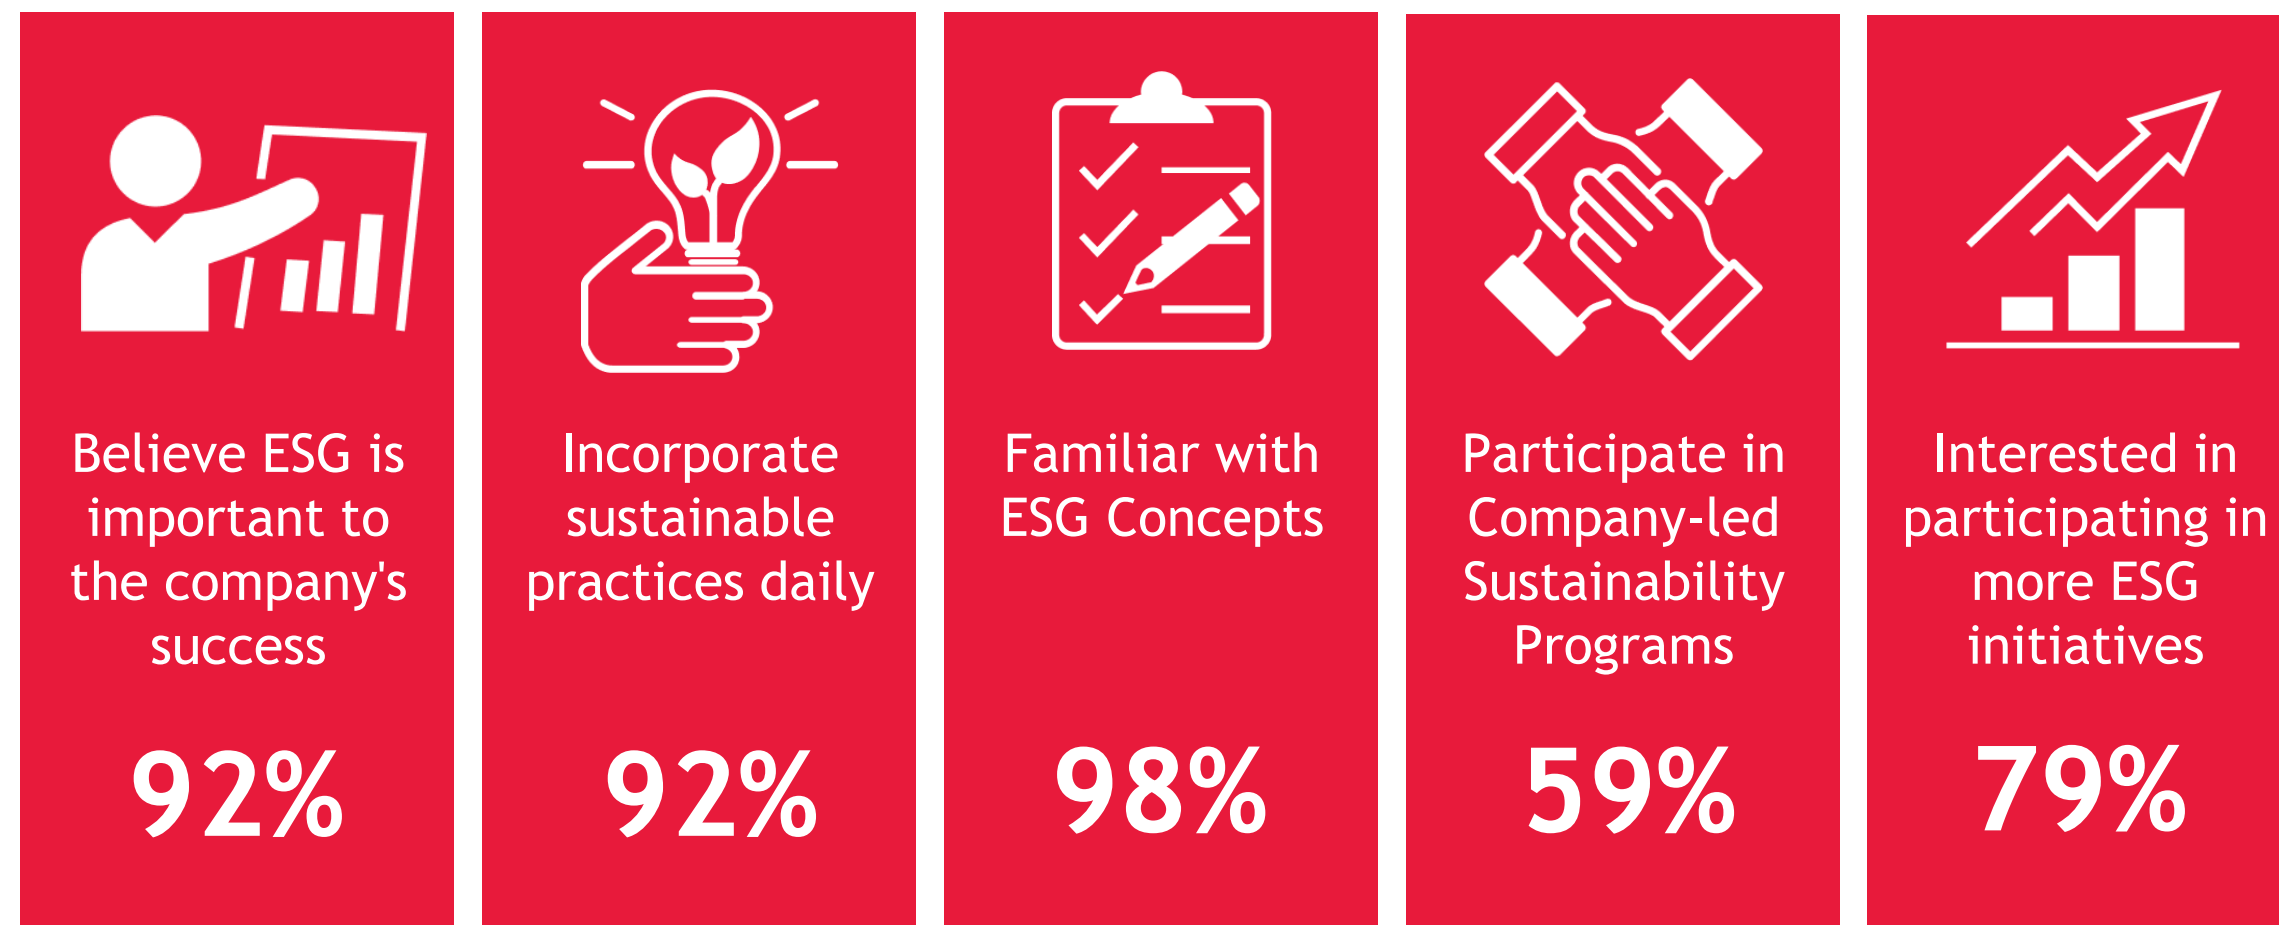 Believe ESG is
important to
the company's
success
92%
Incorporate
sustainable
practices daily
92%
Familiar with
ESG Concepts
98%
Participate in
Company-led
Sustainability
Programs
59%
Interested in
participating in
more ESG
initiatives
79%